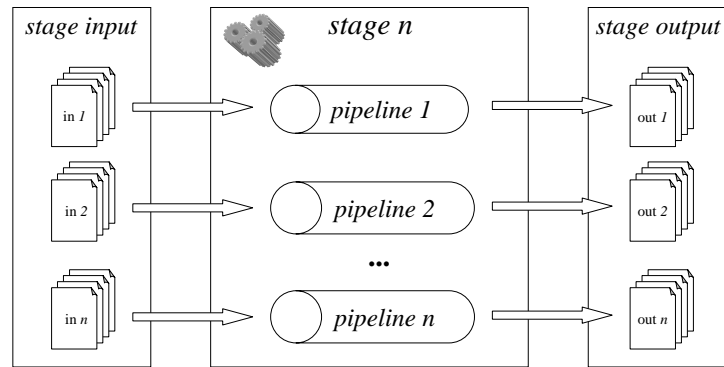 stage input
stage n
stage output
in 1
pipeline 1
out 1
in 2
pipeline 2
out 2
...
in n
pipeline n
out n